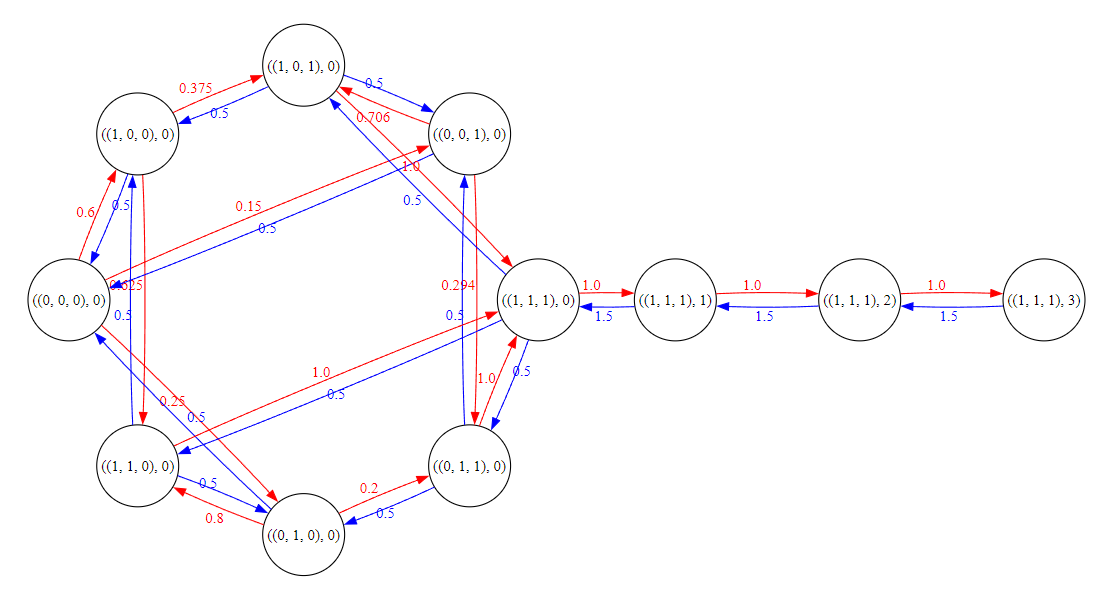 ((1, 0, 1), 0)
0.375
0.5
0.5
0.706
((1, 0, 0), 0)
((0, 0, 1), 0)
1.0
0.5
0.6
0.5
0.15
0.5
((0, 0, 0), 0)
0.625
0.5
0.294
0.5
((1, 1, 1), 0)
1.0
1.5
((1, 1, 1), 1)
1.0
1.5
((1, 1, 1), 2)
1.0
1.5
((1, 1, 1), 3)
1.0
0.5
1.0
0.5
0.25
0.5
((1, 1, 0), 0)
((0, 1, 1), 0)
0.5
0.8
0.2
0.5
((0, 1, 0), 0)